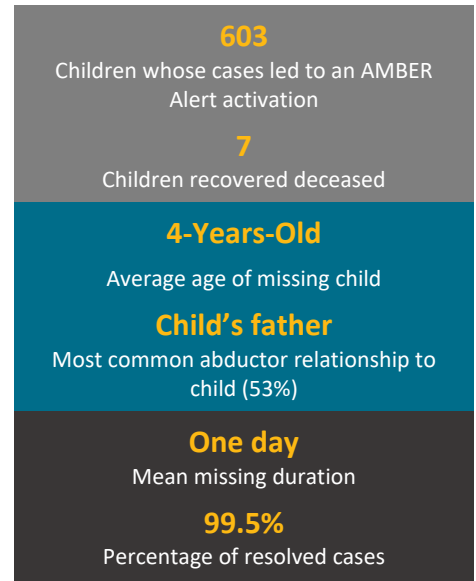 603
Children whose cases led to an AMBER
Alert activation
7
Children recovered deceased
4-Years-Old
Average age of missing child
Child’s father
Most common abductor relationship to
child (53%)
One day
Mean missing duration
99.5%
Percentage of resolved cases